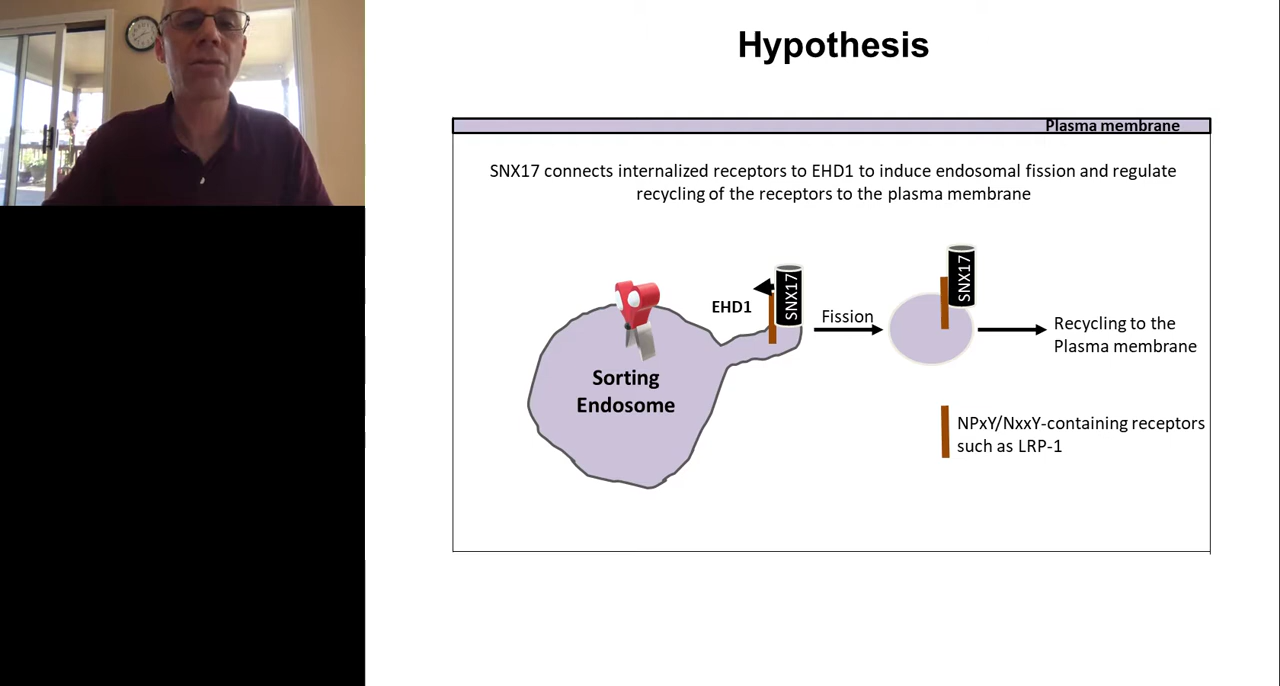 Hypothesis
Plasma membrane
SNX17 connects internalized receptors to EHD1 to induce endosomal fission and regulate
recycling of the receptors to the plasma membrane
EHD1
SNX17
Fission
SNX17
Recycling to the
Plasma membrane
Sorting
Endosome
NPxY/NxxY-containing receptors
such as LRP-1